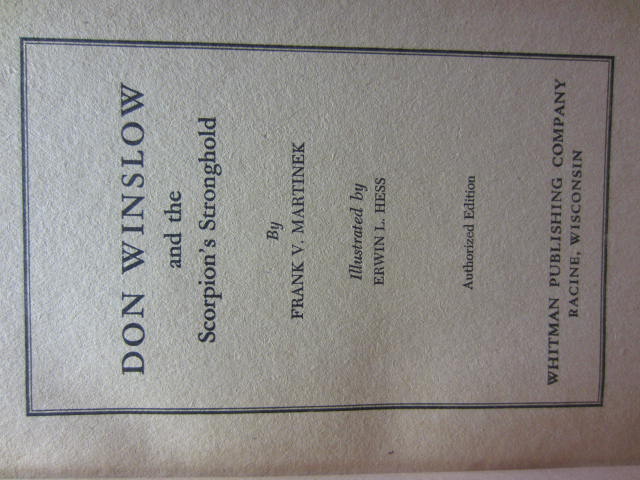 DON WINSLOW
and the
Scorpion's Stronghold
By
FRANK V. MARTINEK
Illustrated by
ERWIN L. HESS
Authorized Edition
WHITMAN PUBLISHING COMPANY
RACINE, WISCONSIN